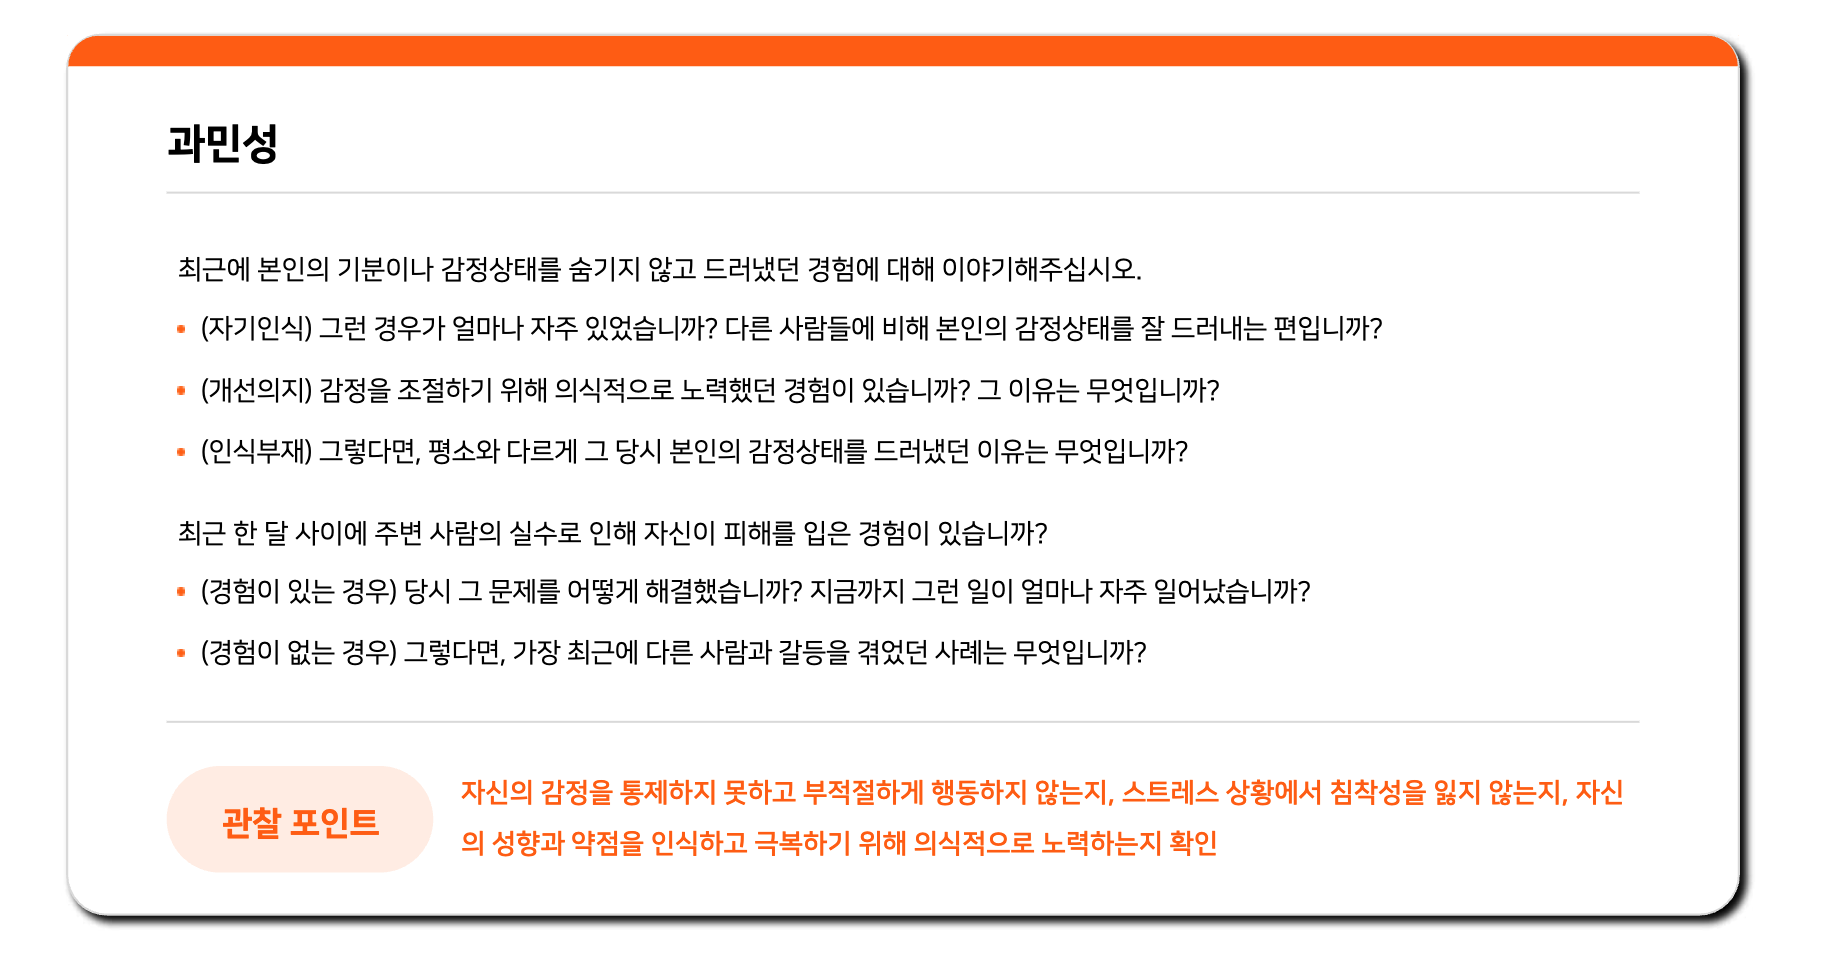 과민성
최근에 본인의 기분이나 감정상태를 숨기지 않고 드러냈던 경험에 대해 이야기해주십시오.
• (자기인식) 그런 경우가 얼마나 자주 있었습니까? 다른 사람들에 비해 본인의 감정상태를 잘 드러내는 편입니까?
• (개선의지) 감정을 조절하기 위해 의식적으로 노력했던 경험이 있습니까? 그 이유는 무엇입니까?
• (인식부재) 그렇다면, 평소와 다르게 그 당시 본인의 감정상태를 드러냈던 이유는 무엇입니까?
최근 한 달 사이에 주변 사람의 실수로 인해 자신이 피해를 입은 경험이 있습니까?
• (경험이 있는 경우) 당시 그 문제를 어떻게 해결했습니까? 지금까지 그런 일이 얼마나 자주 일어났습니까?
• (경험이 없는 경우) 그렇다면, 가장 최근에 다른 사람과 갈등을 겪었던 사례는 무엇입니까?
관찰 포인트
자신의 감정을 통제하지 못하고 부적절하게 행동하지 않는지, 스트레스 상황에서 침착성을 잃지 않는지, 자신
의 성향과 약점을 인식하고 극복하기 위해 의식적으로 노력하는지 확인